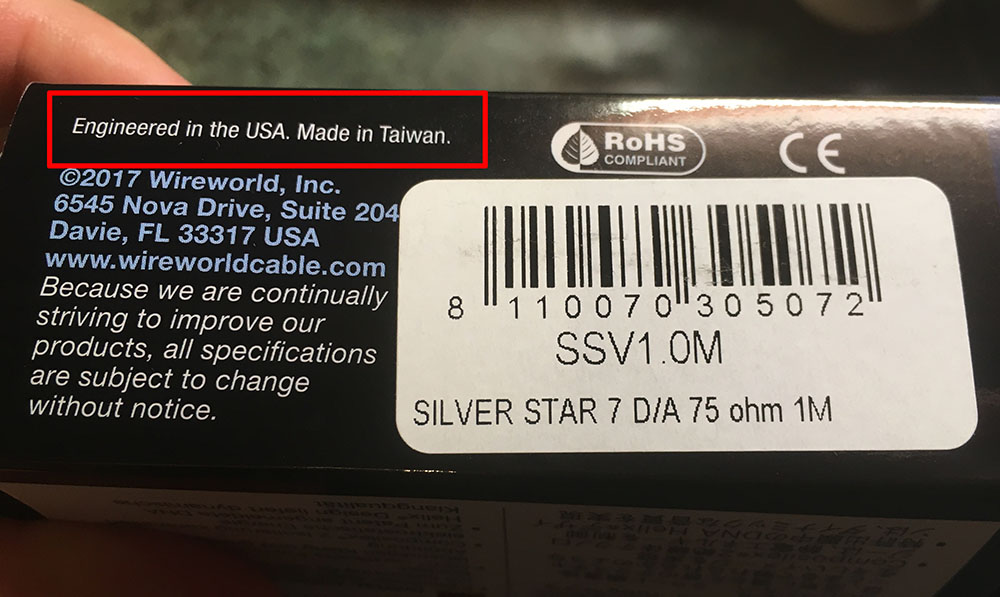 Engineered in the USA. Made in Taiwan.
RoHS
COMPLIANT
CE
©2017 Wireworld, Inc.
6545 Nova Drive, Suite 204
Davie, FL 33317 USA
www.wireworldcable.com
Because we are continually
striving to improve our
products, all specifications
are subject to change
without notice.
8 110070 305072
SSV1.0M
SILVER STAR 7 D/A 75 ohm 1M
Klangqualität